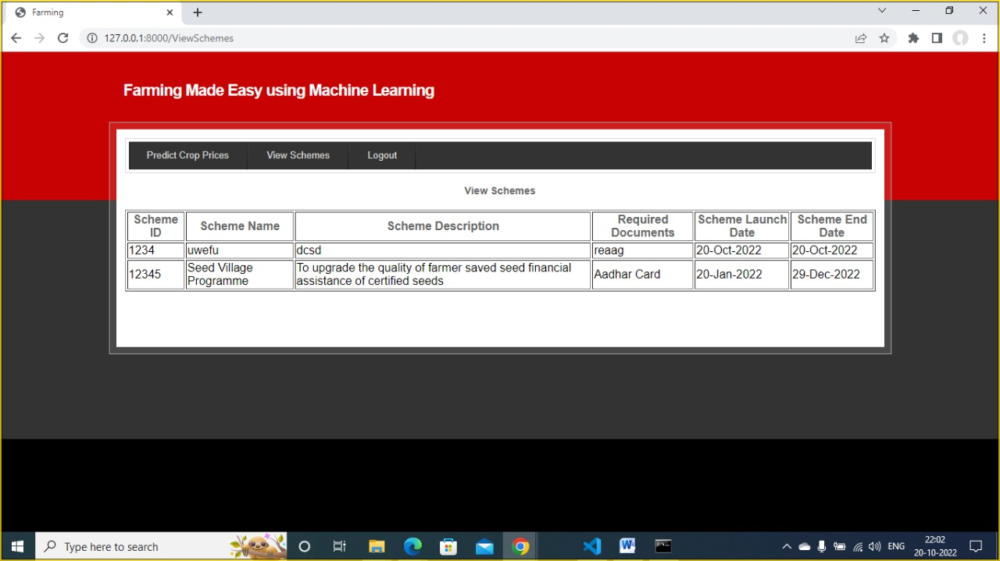 Farming
127.0.0.1:8000/ViewSchemes
Farming Made Easy using Machine Learning
Predict Crop Prices View Schemes Logout
View Schemes
Scheme ID Scheme Name Scheme Description Required Documents Scheme Launch Date Scheme End Date
1234 uwefu dcsd reaag 20-Oct-2022 20-Oct-2022
12345 Seed Village Programme To upgrade the quality of farmer saved seed financial assistance of certified seeds Aadhar Card 20-Jan-2022 29-Dec-2022
Type here to search
ENG
22:02
20-10-2022